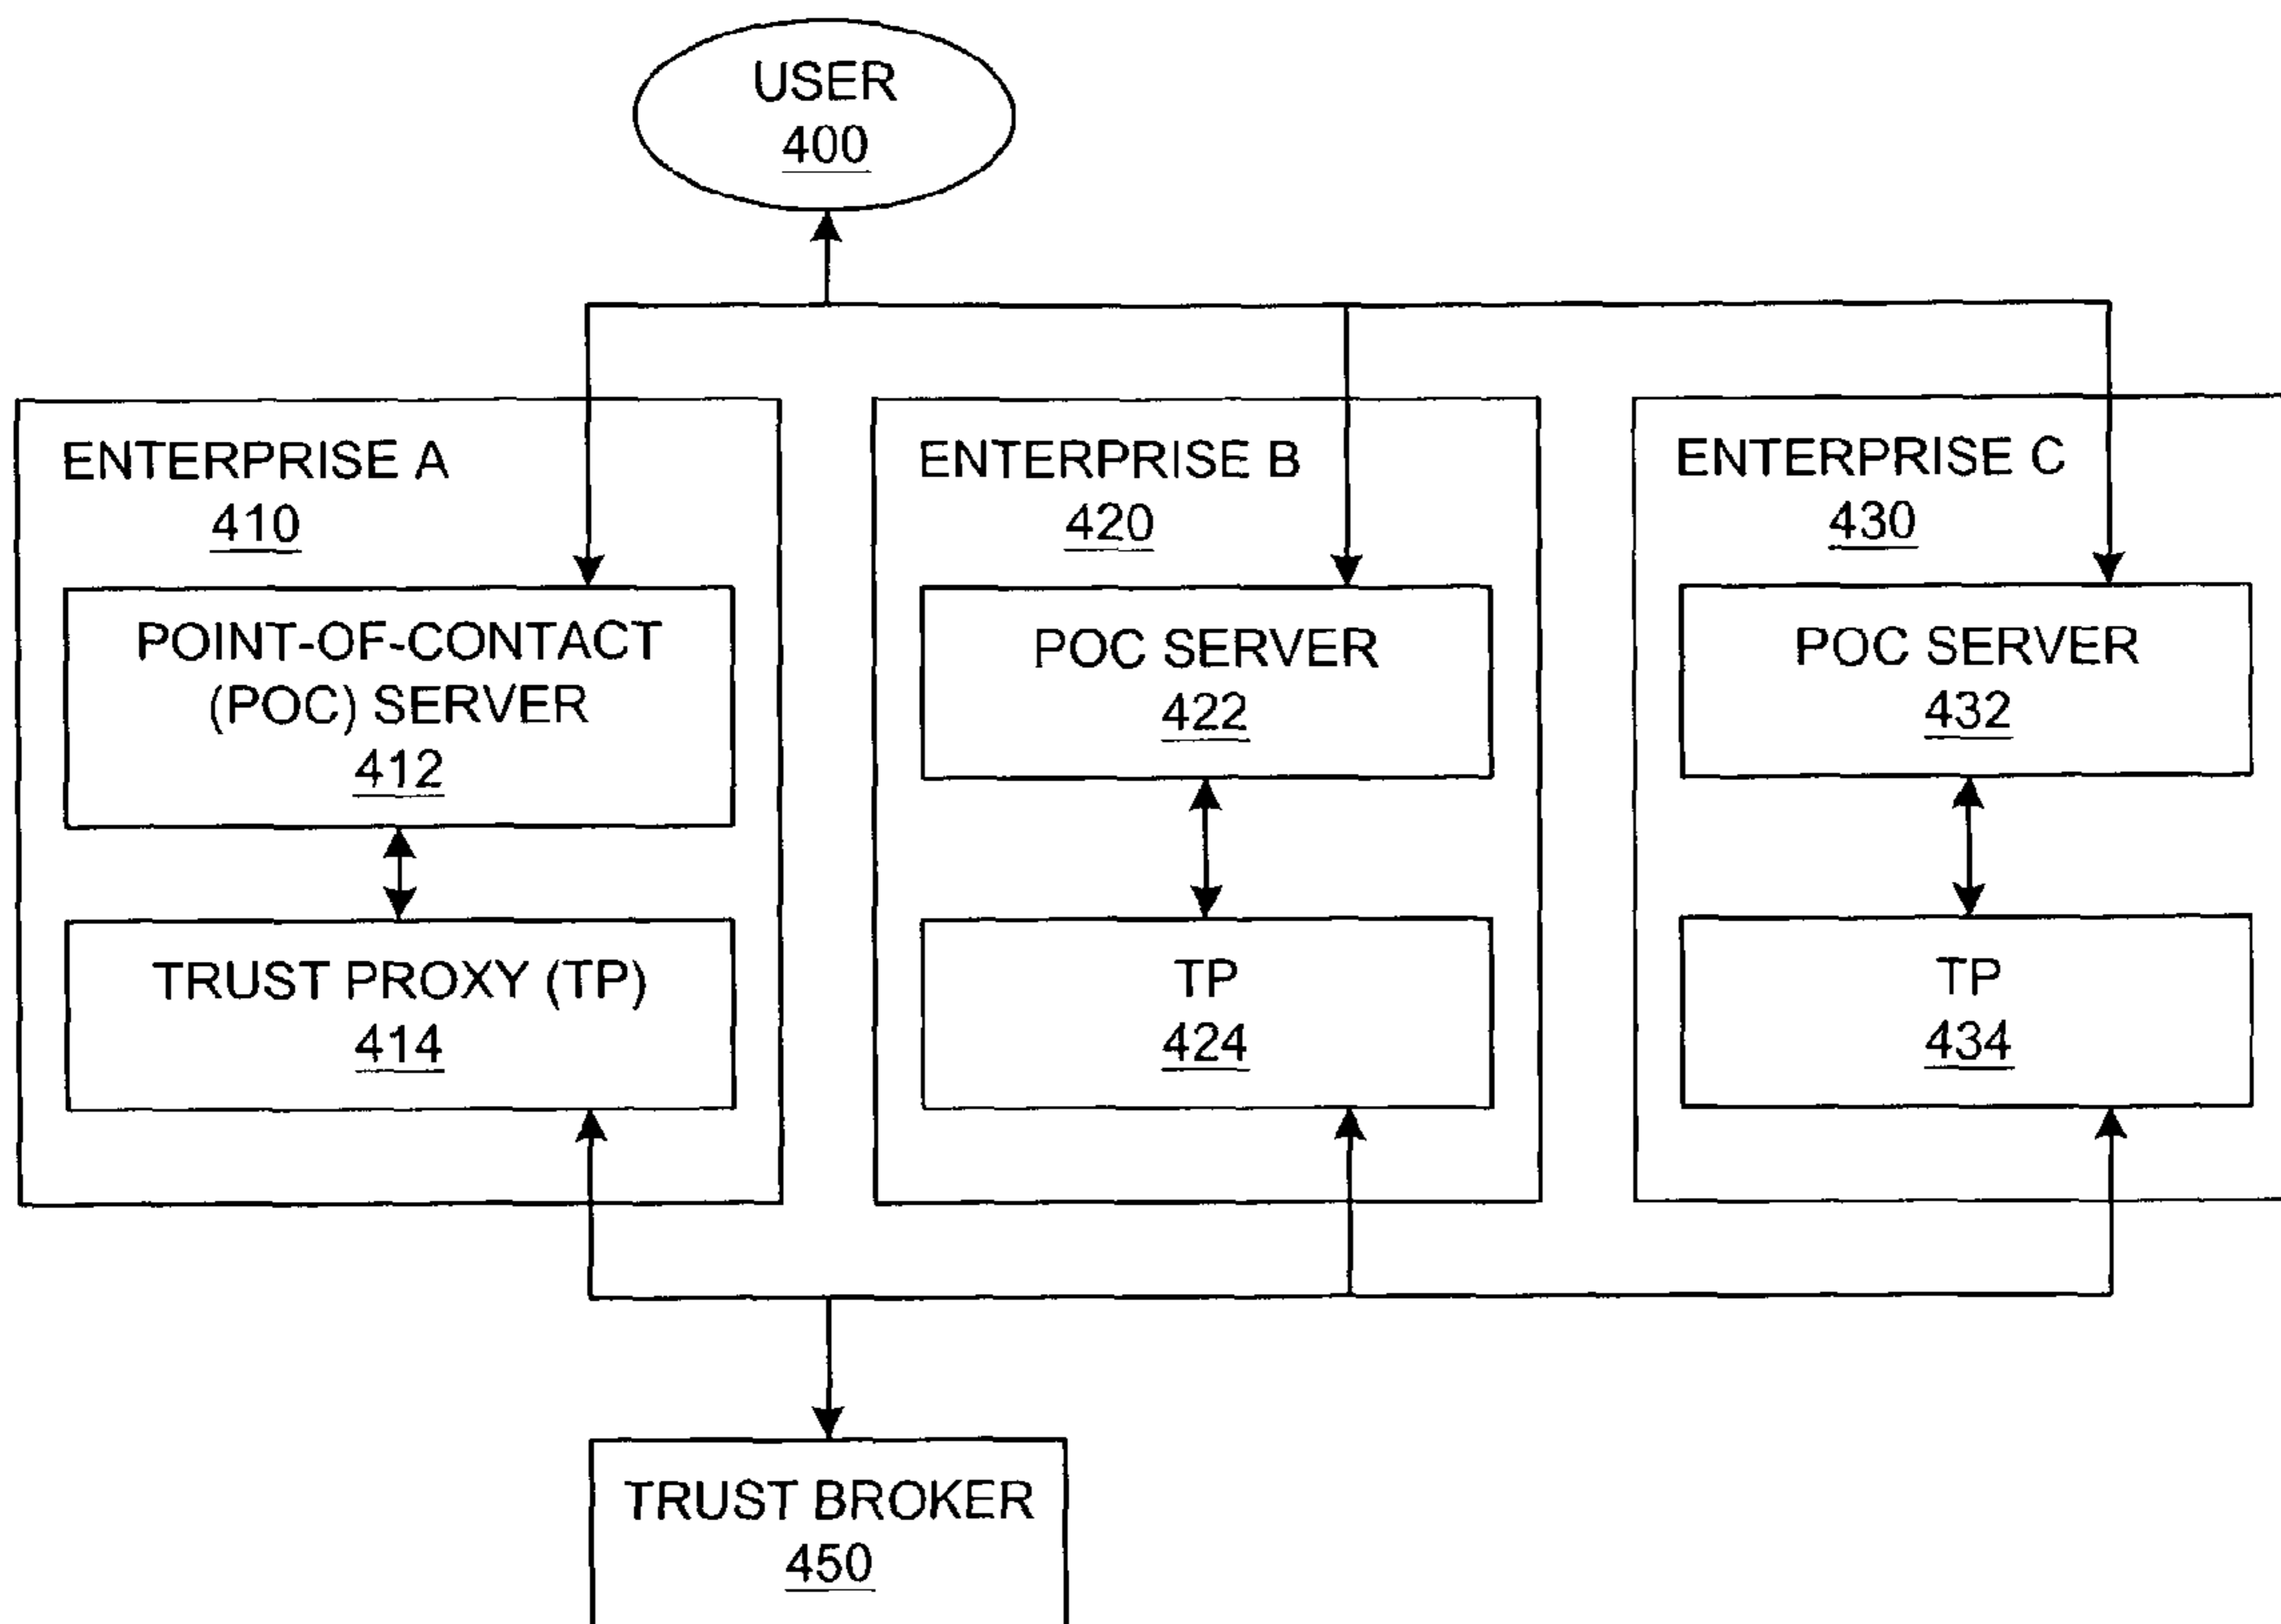 USER
400
ENTERPRISE A
410
POINT-OF-CONTACT
(POC) SERVER
412
TRUST PROXY (TP)
414
ENTERPRISE B
420
POC SERVER
422
TP
424
ENTERPRISE C
430
POC SERVER
432
TP
434
TRUST BROKER
450